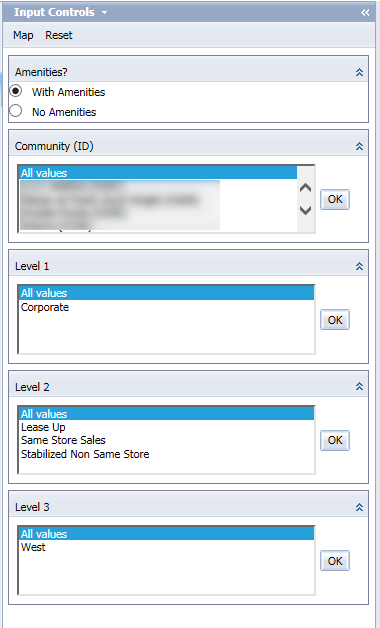 Input Controls
Map Reset
Amenities?
With Amenities
No Amenities
Community (ID)
All values
OK
Level 1
All values
Corporate
OK
Level 2
All values
Lease Up
Same Store Sales
Stabilized Non Same Store
OK
Level 3
All values
West
OK